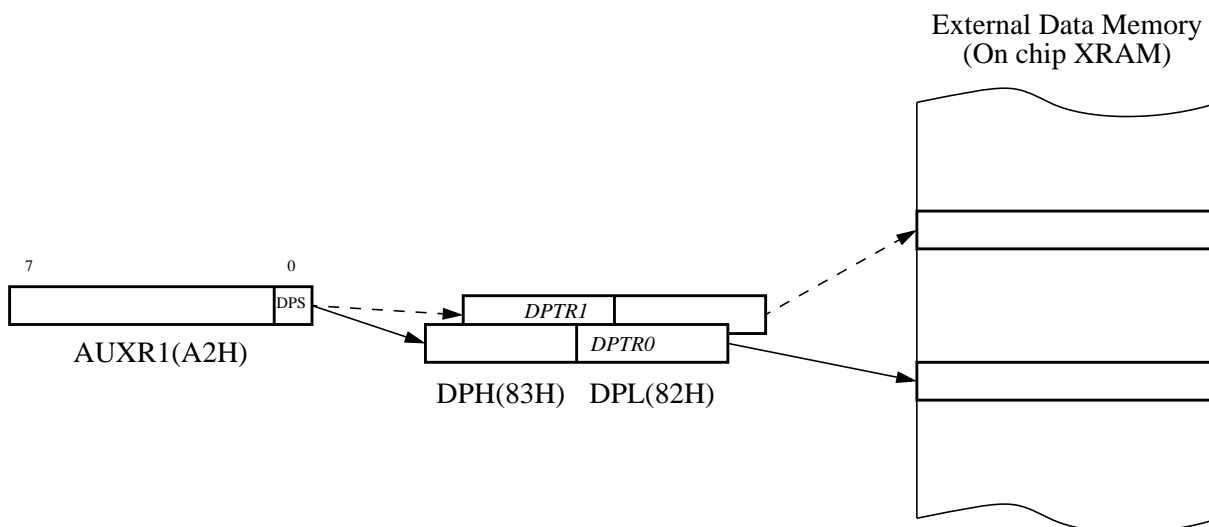 External Data Memory
(On chip XRAM)
7 0
DPS
DPTR1
AUXR1(A2H)
DPTR0
DPH(83H) DPL(82H)